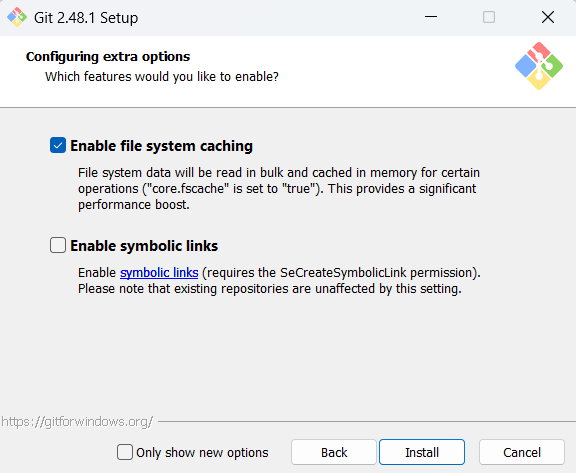 Git 2.48.1 Setup
Configuring extra options
Which features would you like to enable?
Enable file system caching
File system data will be read in bulk and cached in memory for certain
operations ("core.fscache" is set to "true"). This provides a significant
performance boost.
Enable symbolic links
Enable symbolic links (requires the SeCreateSymbolicLink permission).
Please note that existing repositories are unaffected by this setting.
https://gitforwindows.org/
Only show new options Back Install Cancel